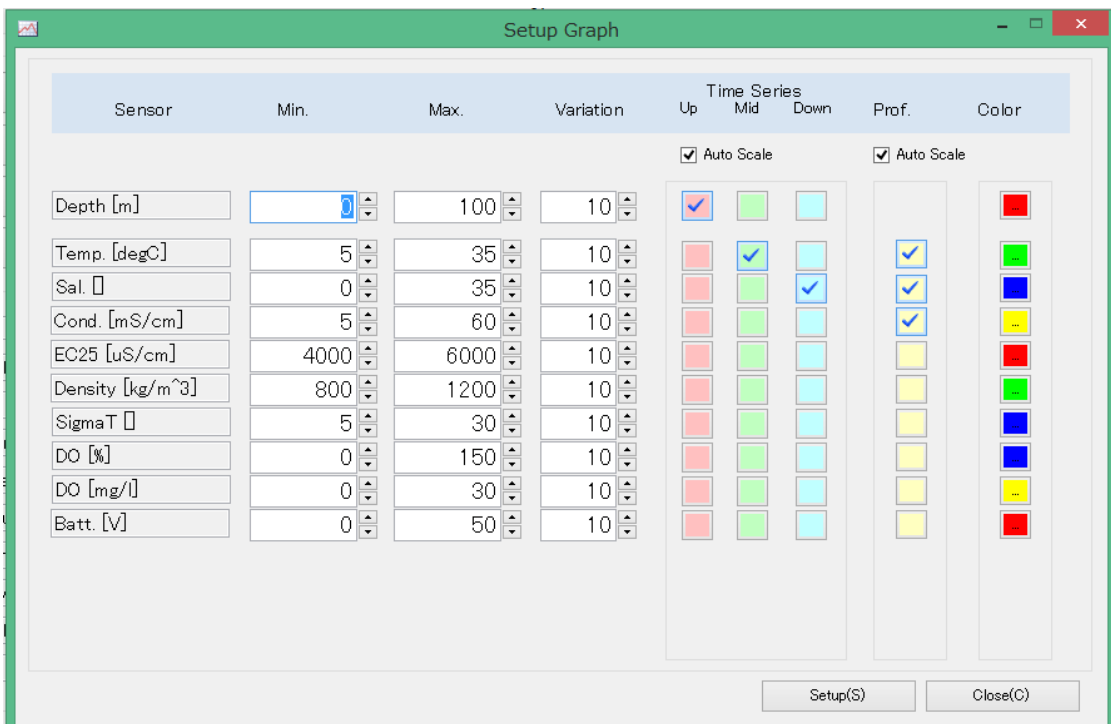 Setup Graph
Time Series
Sensor Min. Max. Variation Up Mid Down Prof. Color
Auto Scale Auto Scale
Depth [m] 0 100 10 ...
Temp. [degC] 5 35 10 ...
Sal. [] 0 35 10 ...
Cond. [mS/cm] 5 60 10 ...
EC25 [uS/cm] 4000 6000 10 ...
Density [kg/m^3] 800 1200 10 ...
SigmaT [] 5 30 10 ...
DO [%] 0 150 10 ...
DO [mg/l] 0 30 10 ...
Batt. [V] 0 50 10 ...
Setup(S) Close(C)